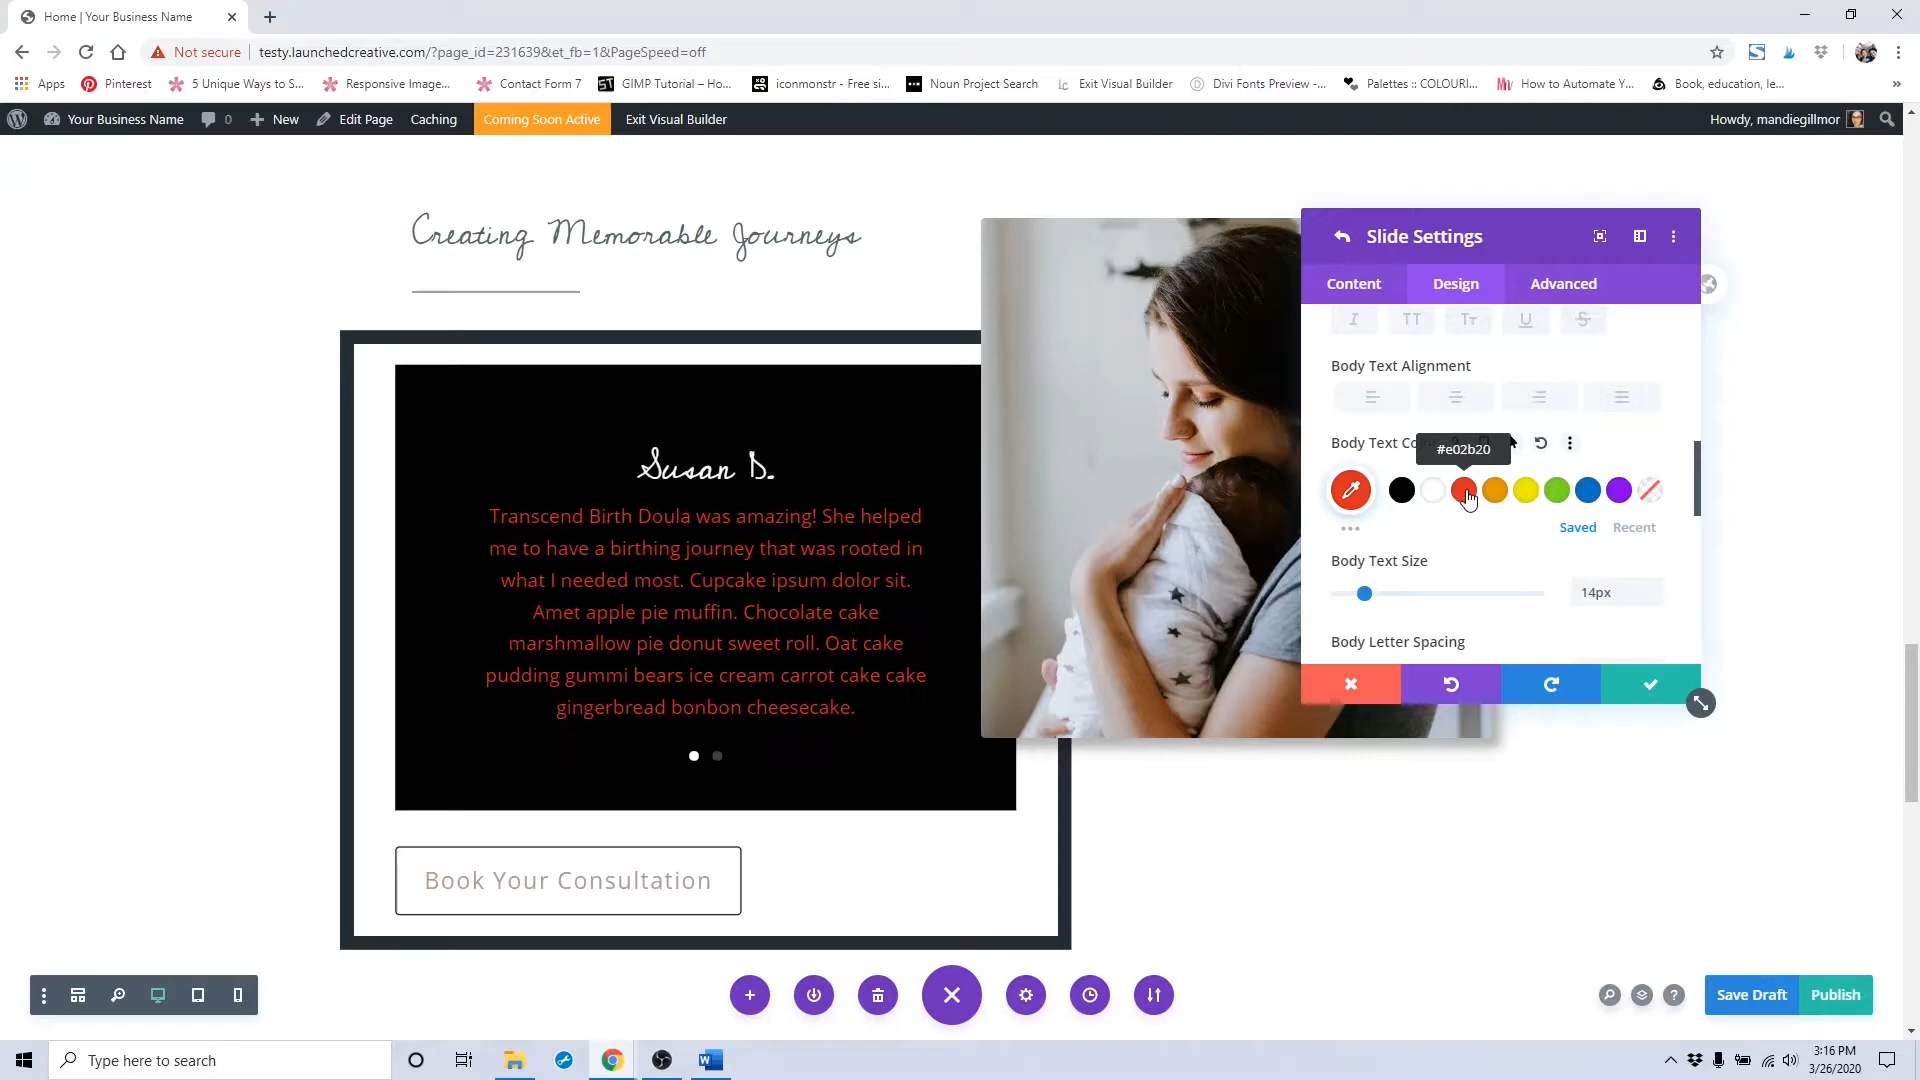 Home | Your Business Name
Not secure
testy.launchedcreative.com/?page_id=231639&et_fb=1&PageSpeed=off
Apps
Pinterest
5 Unique Ways to S...
Responsive Image...
Contact Form 7
ST
GIMP Tutorial – Ho...
iconmonstr - Free si...
Noun Project Search
lc
Exit Visual Builder
Divi Fonts Preview -...
Palettes :: COLOURl...
How to Automate Y...
Book, education, le...
Your Business Name
0
New
Edit Page
Caching
Coming Soon Active
Exit Visual Builder
Howdy, mandiegillmor
Creating Memorable Journeys
Slide Settings
Content
Design
Advanced
I
TT
Tт
U
S
Body Text Alignment
#e02b20
Saved
Recent
Body Text Size
14px
Body Letter Spacing
Susan D.
Transcend Birth Doula was amazing! She helped
me to have a birthing journey that was rooted in
what I needed most. Cupcake ipsum dolor sit.
Amet apple pie muffin. Chocolate cake
marshmallow pie donut sweet roll. Oat cake
pudding gummi bears ice cream carrot cake cake
gingerbread bonbon cheesecake.
Book Your Consultation
Save Draft
Publish
Type here to search
3:16 PM
3/26/2020